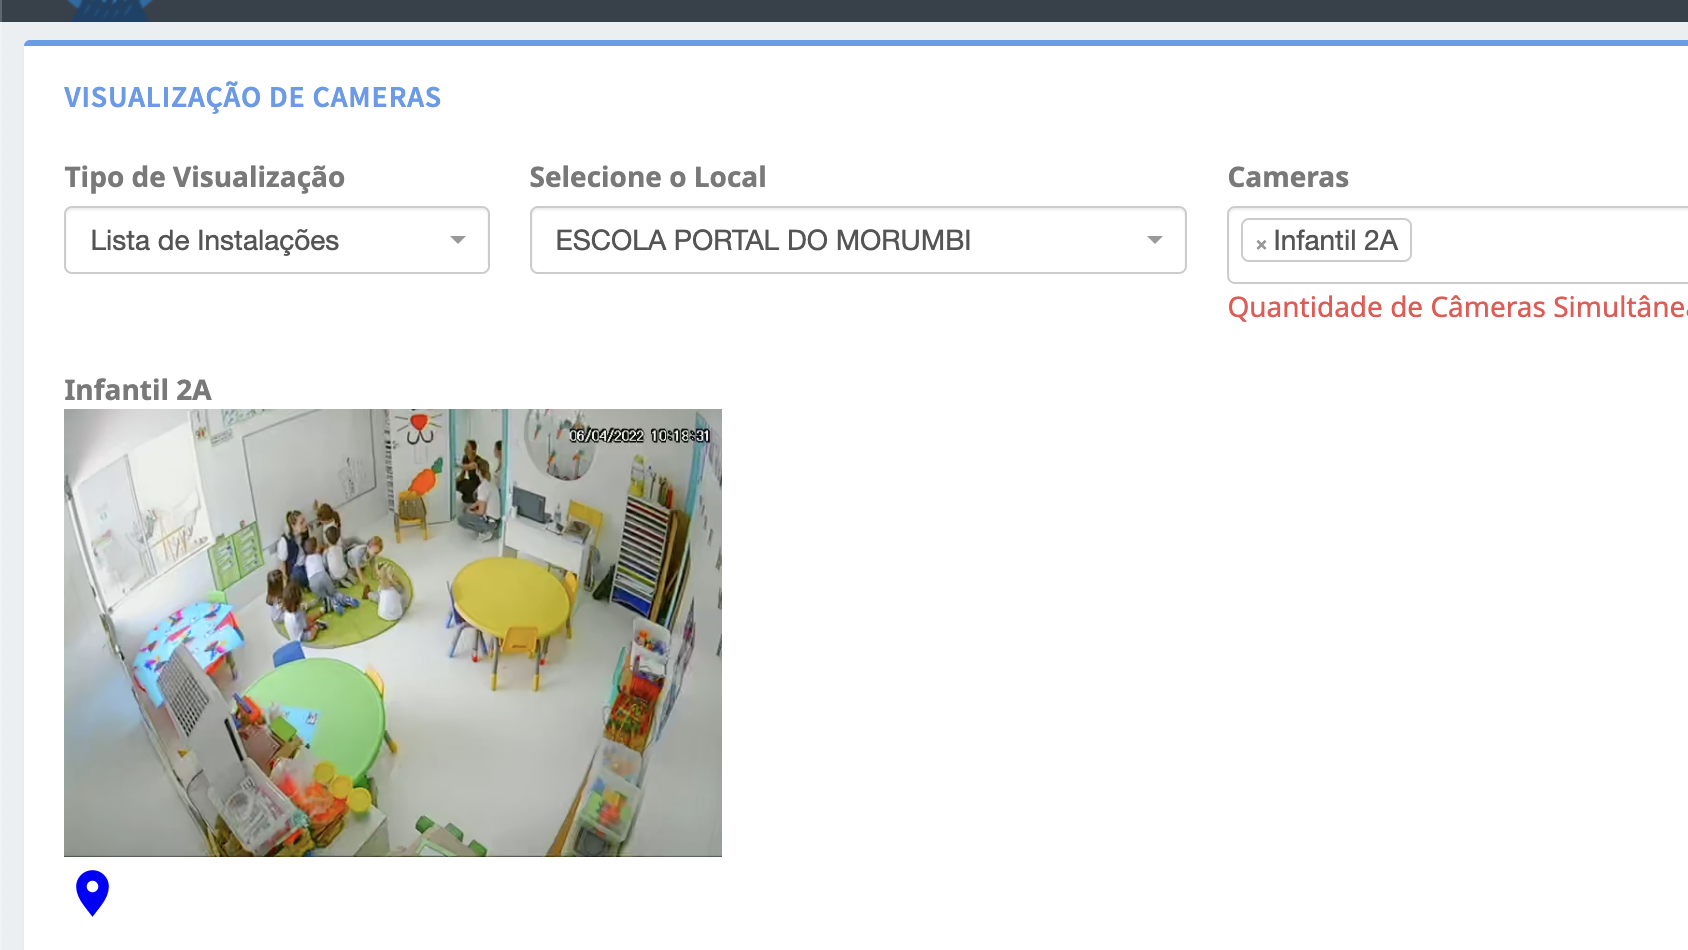 VISUALIZAÇÃO DE CAMERAS
Tipo de Visualização
Selecione o Local
Cameras
Lista de Instalações
ESCOLA PORTAL DO MORUMBI
× Infantil 2A
Quantidade de Câmeras Simultâne
Infantil 2A
06/04/2022 10:18:31